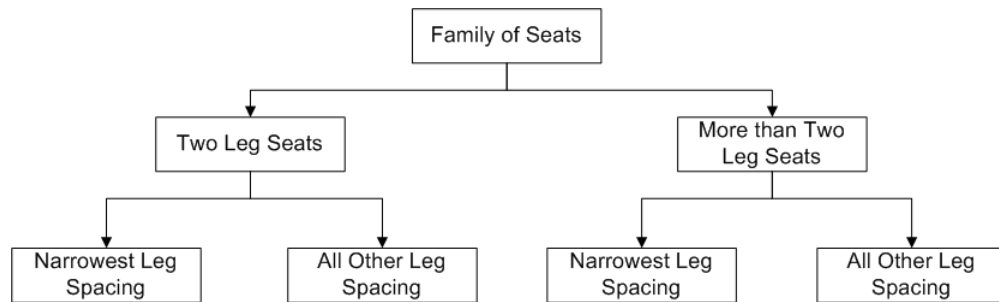 Family of Seats
Two Leg Seats
More than Two
Leg Seats
Narrowest Leg
Spacing
All Other Leg
Spacing
Narrowest Leg
Spacing
All Other Leg
Spacing